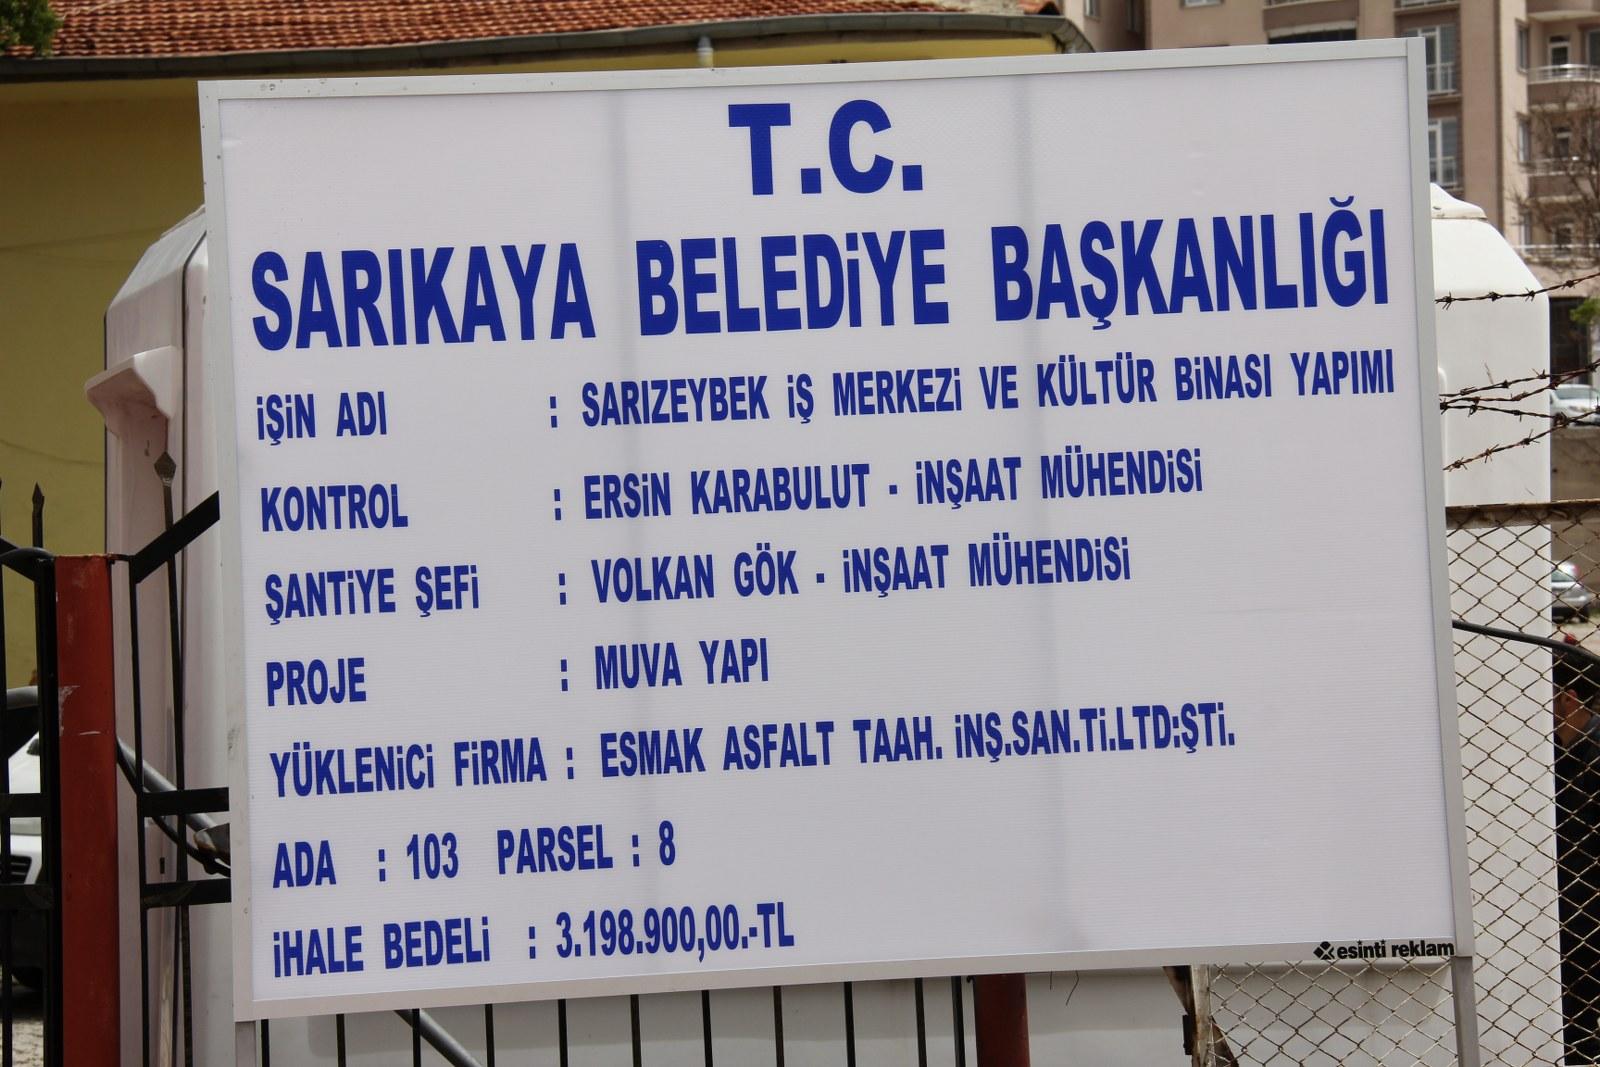 T.C.
SARIKAYA BELEDİYE BAŞKANLIĞI
İŞİN ADI : SARIZEYBEK İŞ MERKEZİ VE KÜLTÜR BİNASI YAPIMI
KONTROL : ERSİN KARABULUT - İNŞAAT MÜHENDİSİ
ŞANTİYE ŞEFİ : VOLKAN GÖK - İNŞAAT MÜHENDİSİ
PROJE : MUVA YAPI
YÜKLENİCİ FİRMA : ESMAK ASFALT TAAH. İNŞ.SAN.Tİ.LTD:ŞTİ.
ADA : 103 PARSEL : 8
İHALE BEDELİ : 3.198.900,00.-TL
esinti reklam